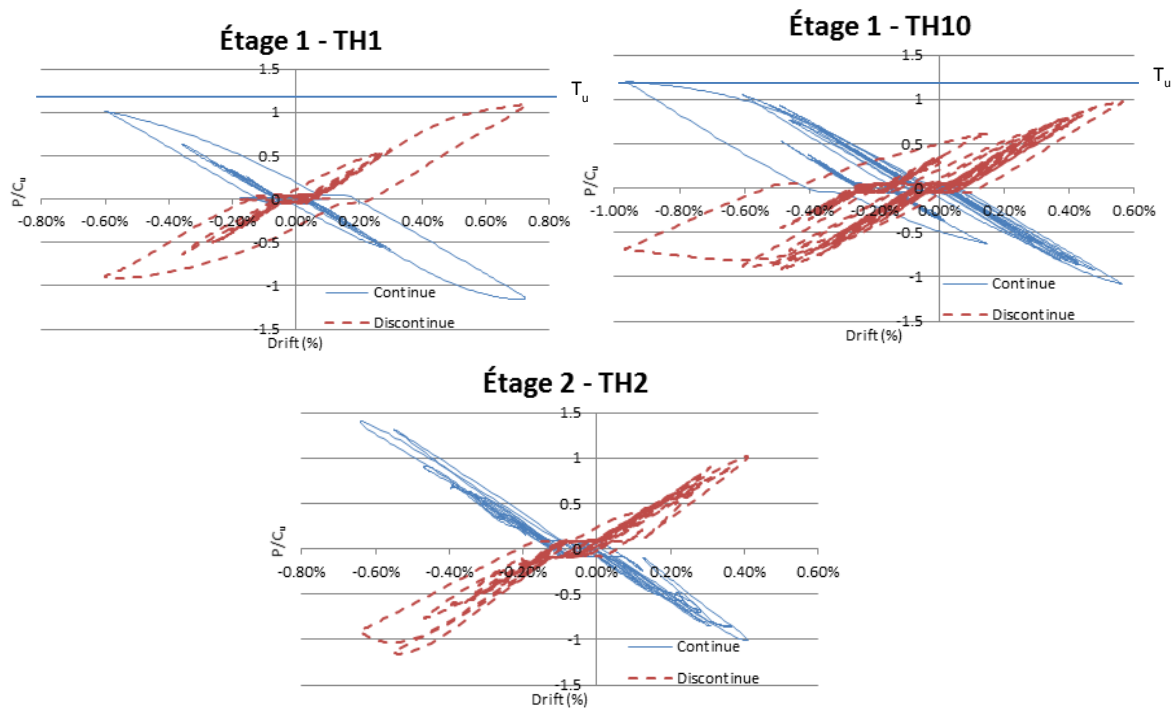 Étage 1 - TH1
1.5
1
0.5
0
-0.5
-1
-1.5
-0.80% -0.60% -0.40% -0.20% 0.00% 0.20% 0.40% 0.60% 0.80%
P/Cu
Drift (%)
Continue
Discontinue
Tu
Étage 1 - TH10
1.5
1
0.5
0
-0.5
-1
-1.5
-1.00% -0.80% -0.60% -0.40% -0.20% 0.00% 0.20% 0.40% 0.60%
P/Cu
Drift (%)
Continue
Discontinue
Tu
Étage 2 - TH2
1.5
1
0.5
0
-0.5
-1
-1.5
-0.80% -0.60% -0.40% -0.20% 0.00% 0.20% 0.40% 0.60%
P/Cu
Drift (%)
Continue
Discontinue